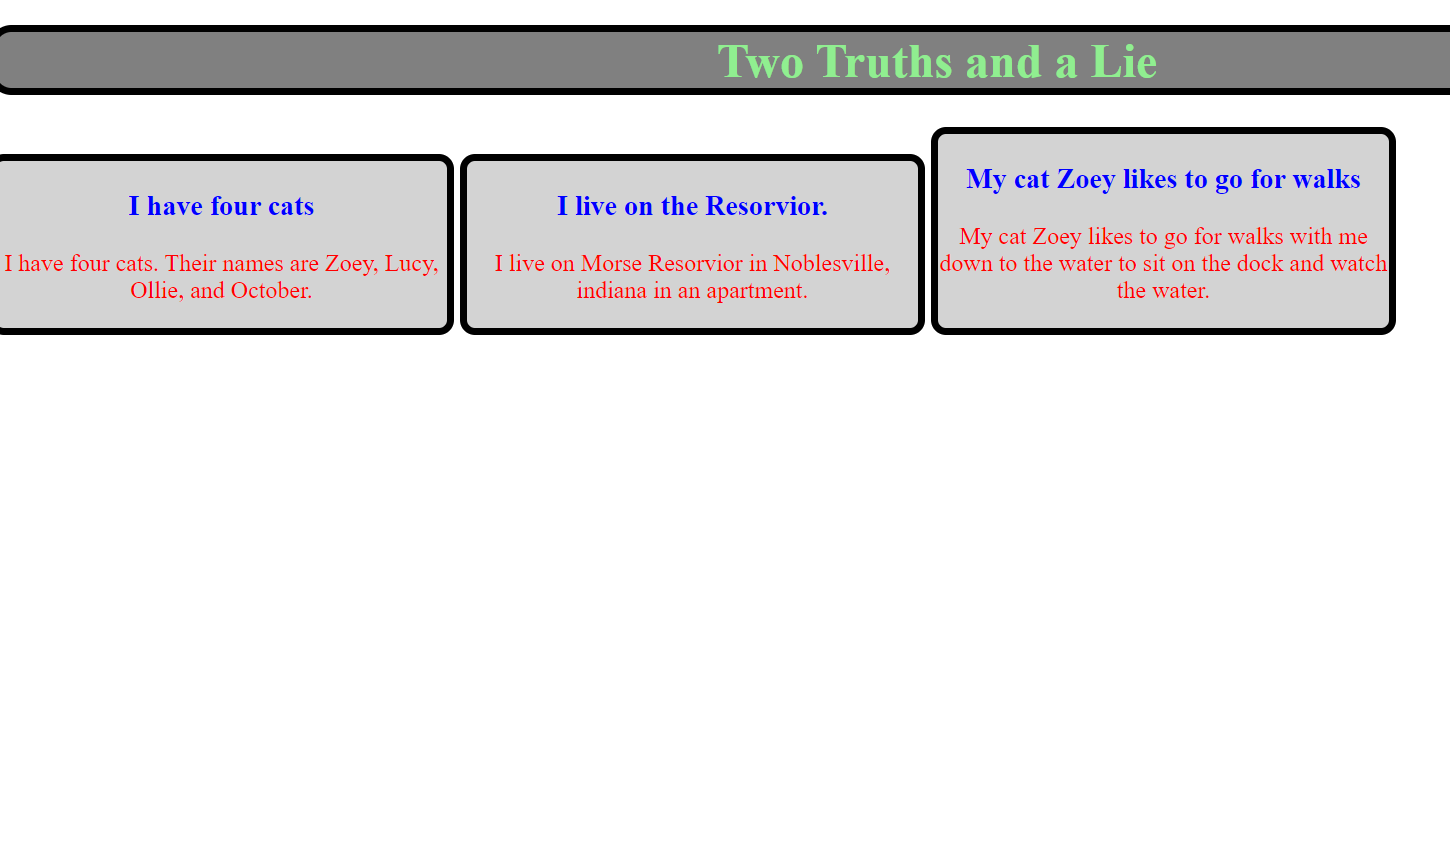 Two Truths and a Lie
I have four cats
I have four cats. Their names are Zoey, Lucy,
Ollie, and October.
I live on the Resorvior.
I live on Morse Resorvior in Noblesville,
indiana in an apartment.
My cat Zoey likes to go for walks
My cat Zoey likes to go for walks with me
down to the water to sit on the dock and watch
the water.